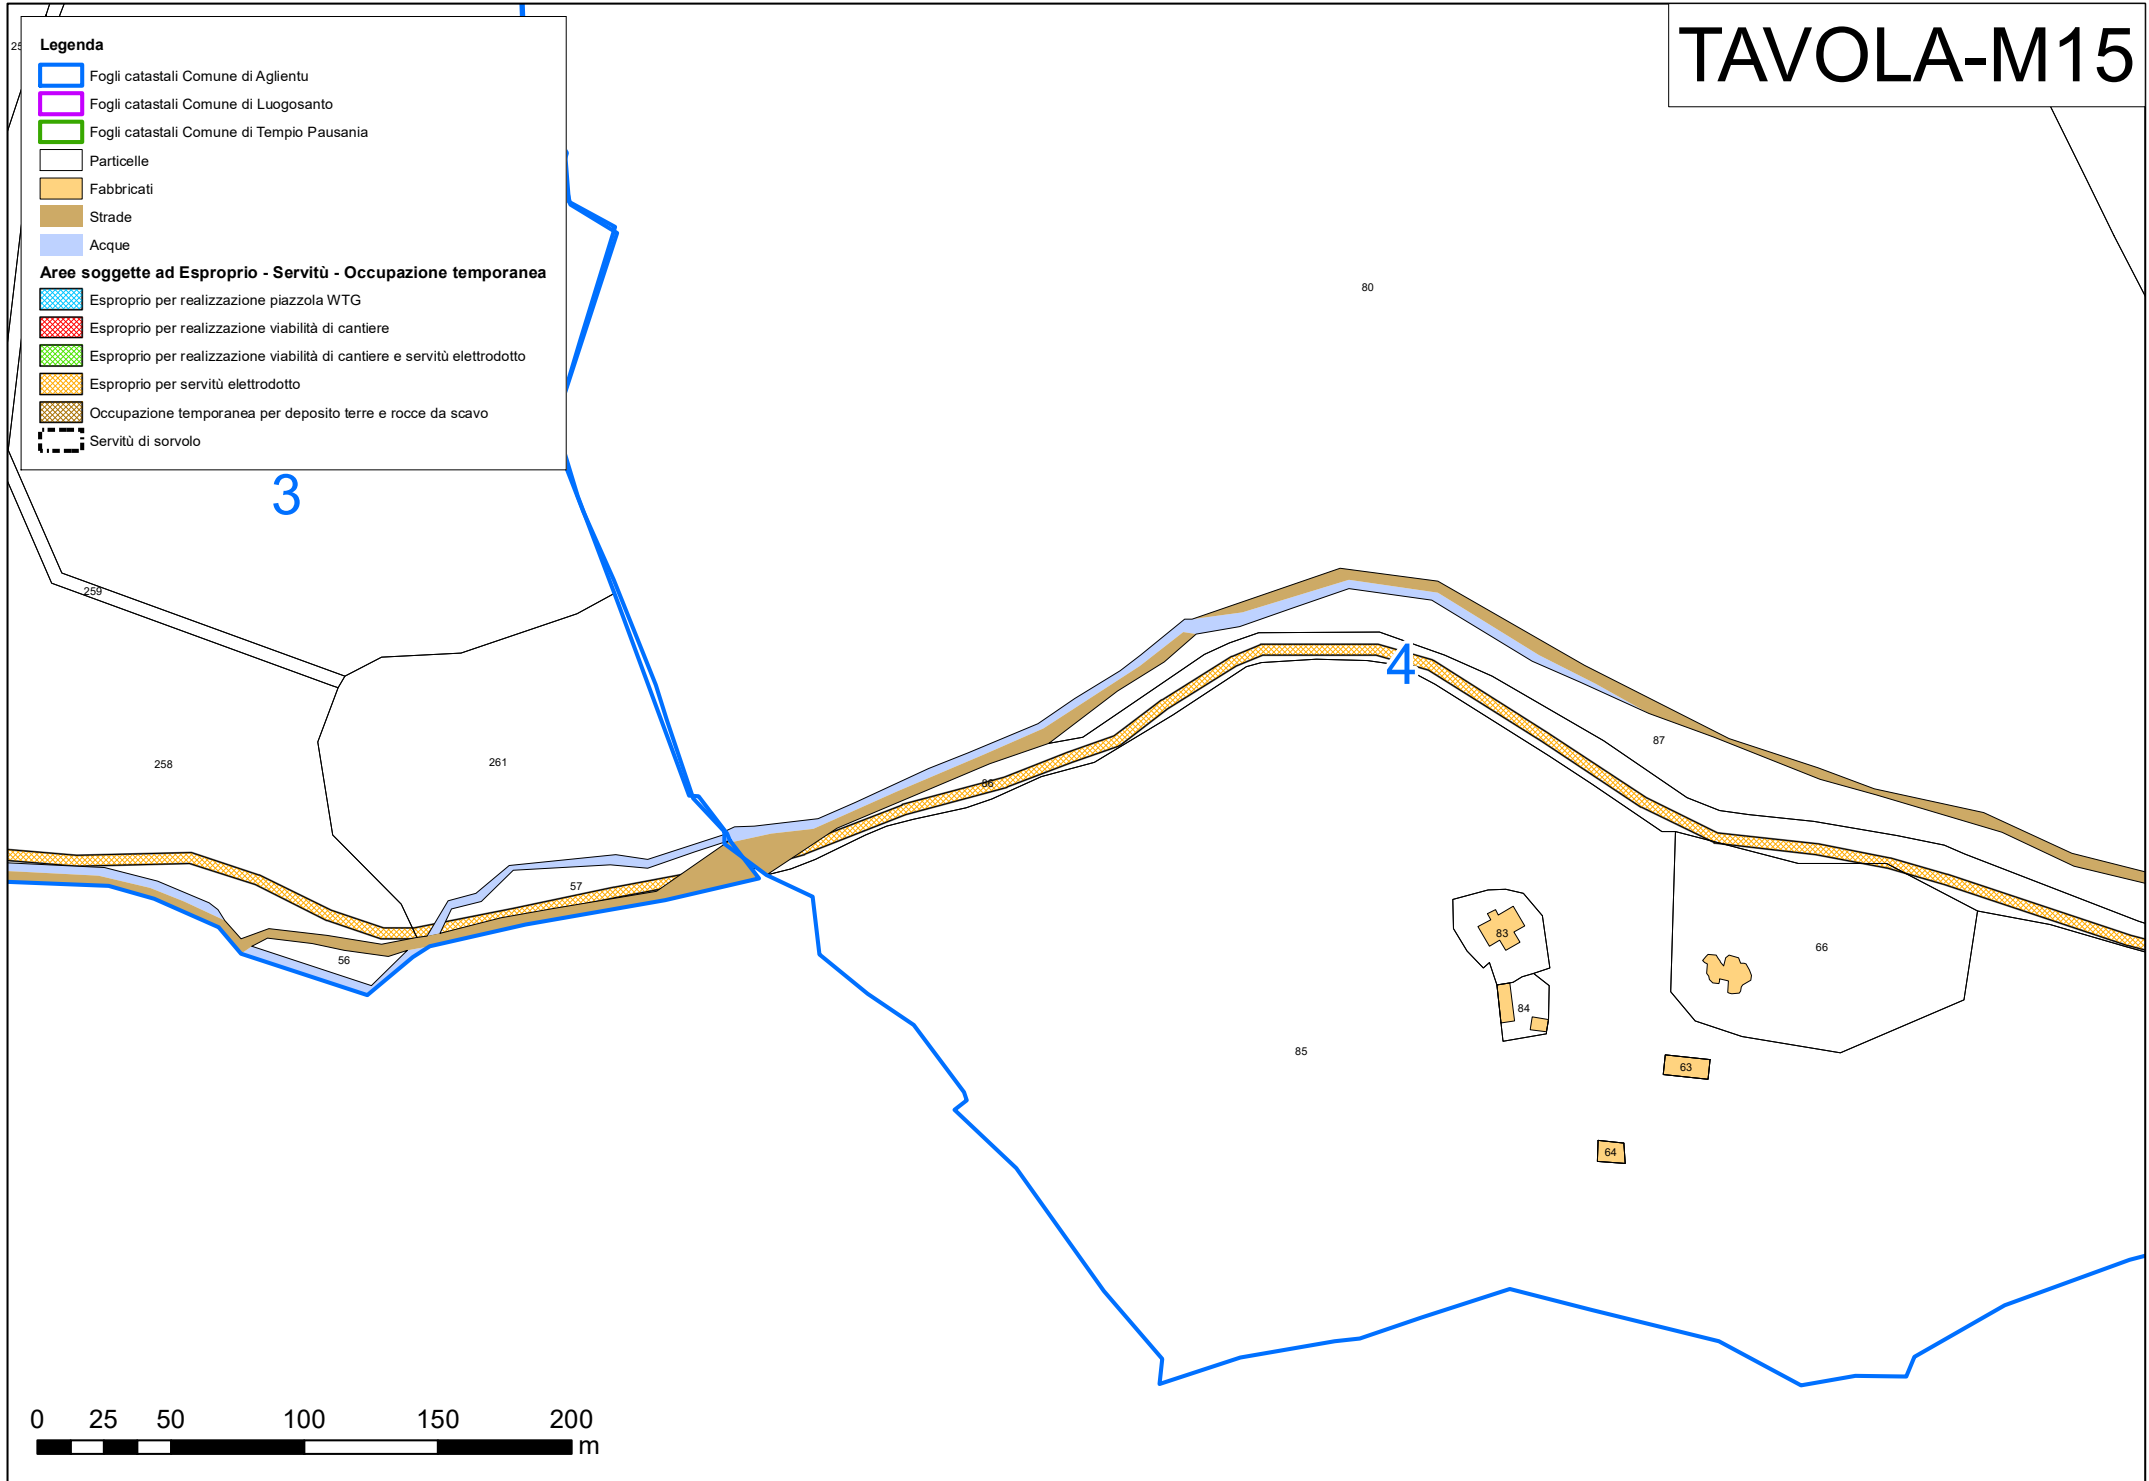 TAVOLA-M15
Legenda
Fogli catastali Comune di Aglientu
Fogli catastali Comune di Luogosanto
Fogli catastali Comune di Tempio Pausania
Particelle
Fabbricati
Strade
Acque
Aree soggette ad Esproprio - Servitù - Occupazione temporanea
Esproprio per realizzazione piazzola WTG
Esproprio per realizzazione viabilità di cantiere
Esproprio per realizzazione viabilità di cantiere e servitù elettrodotto
Esproprio per servitù elettrodotto
Occupazione temporanea per deposito terre e rocce da scavo
Servitù di sorvolo
80
3
259
4
87
258
261
86
57
83
66
56
84
85
63
64
0 25 50 100 150 200
m